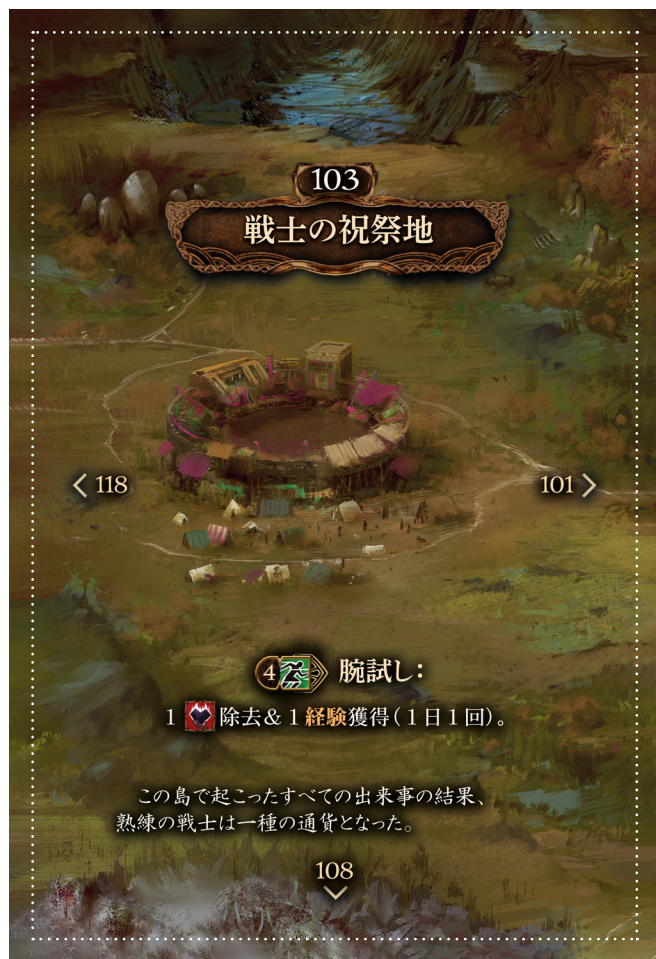 103
戦士の祝祭地
< 118
101 >
4 腕試し:
1 除去&1経験獲得(1日1回)。
この島で起こったすべての出来事の結果、
熟練の戦士は一種の通貨となった。
108